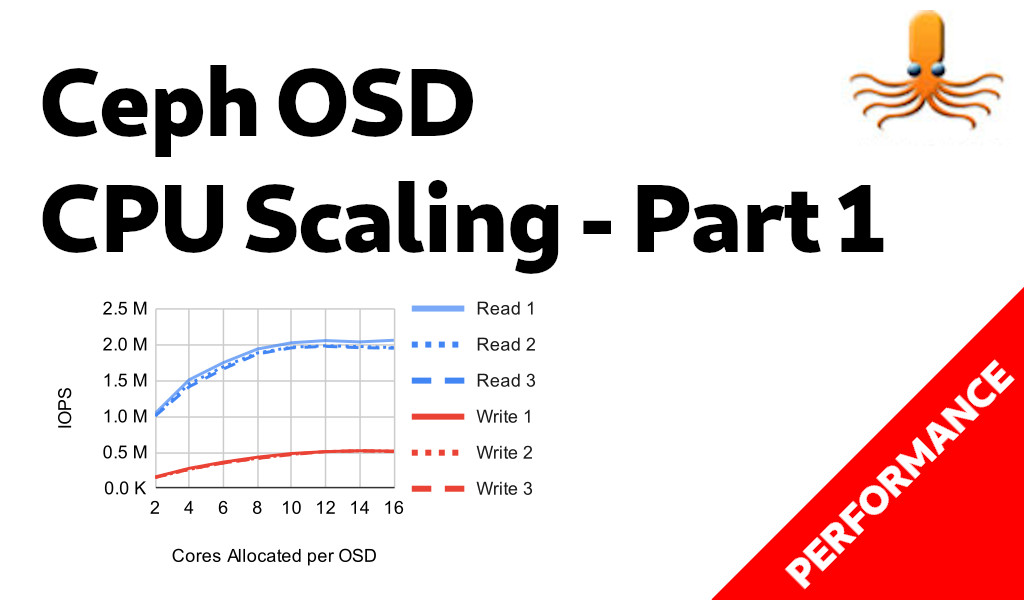 Ceph OSD
CPU Scaling - Part 1
2.5 M
2.0 M
1.5 M
1.0 M
0.5 M
0.0 K
IOPS
2 4 6 8 10 12 14 16
Cores Allocated per OSD
Read 1
Read 2
Read 3
Write 1
Write 2
Write 3
PERFORMANCE